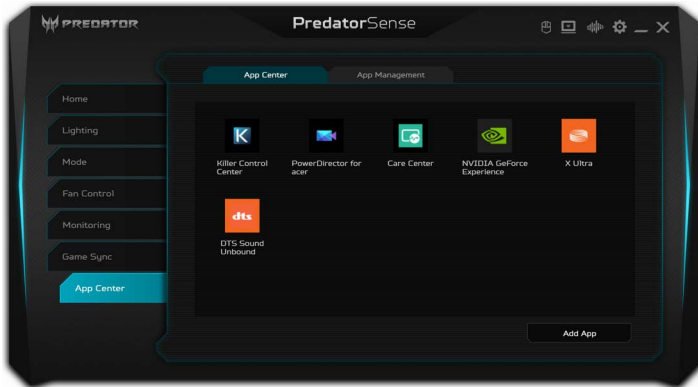 PREDATOR
PredatorSense
App Center
App Management
Home
Lighting
Mode
Fan Control
Monitoring
Game Sync
App Center
K
Killer Control
Center
PowerDirector for
acer
Care Center
NVIDIA GeForce
Experience
X Ultra
dts
DTS Sound
Unbound
Add App